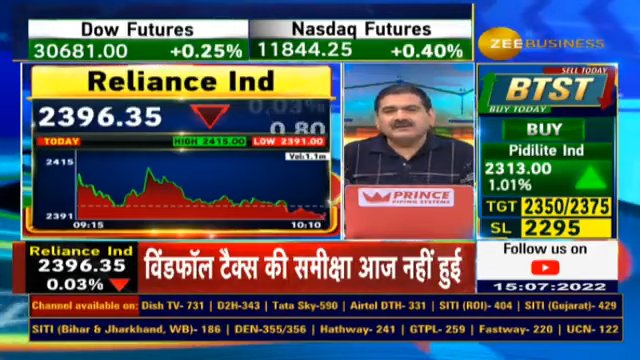 Dow Futures
30681.00 +0.25%
Nasdaq Futures
11844.25 +0.40%
ZEE BUSINESS
Reliance Ind
2396.35
0.03%
0.80
TODAY HIGH 2415.00 LOW 2391.00
Vol:1.1m
2415
2391
09:15 10:10
PRINCE
PIPING SYSTEMS
SELL TODAY
BTST
BUY TODAY
BUY
Pidilite Ind
2313.00
1.01%
TGT 2350/2375
SL 2295
Reliance Ind
2396.35
0.03%
विंडफॉल टैक्स की समीक्षा आज नहीं हुई
Follow us on
15:07:2022
Channel available on: Dish TV- 731 | D2H-343 | Tata Sky-590 | Airtel DTH- 331 | SITI (ROI)- 404 | SITI (Gujarat)- 429
SITI (Bihar & Jharkhand, WB)- 186 | DEN-355/356 | Hathway- 241 | GTPL- 259 | Fastway- 220 | UCN- 122